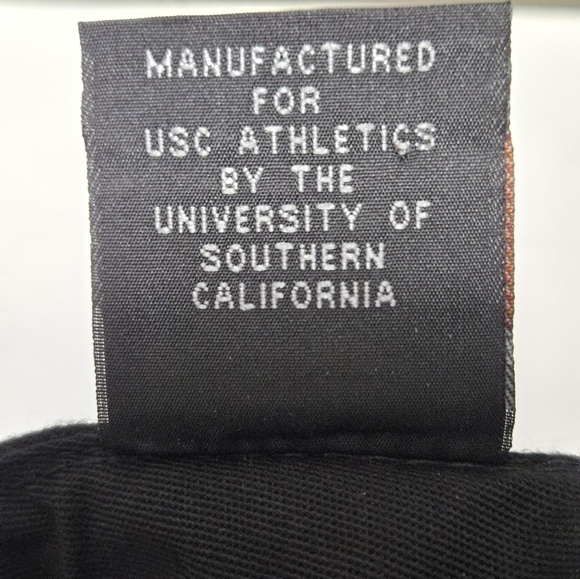 MANUFACTURED
FOR
USC ATHLETICS
BY THE
UNIVERSITY OF
SOUTHERN
CALIFORNIA